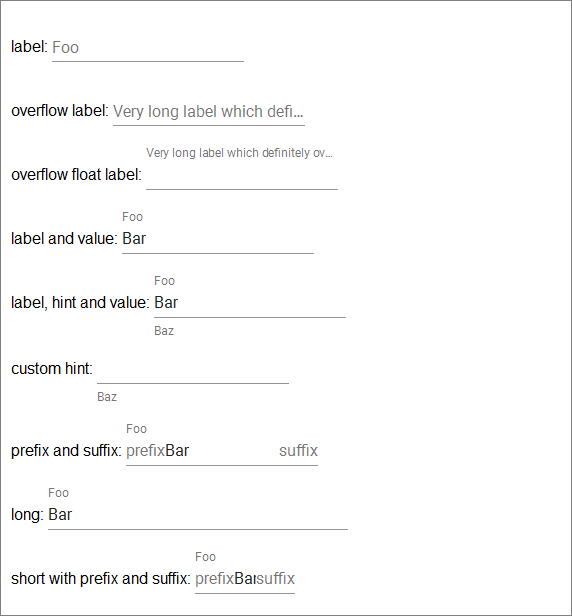 label: Foo
overflow label: Very long label which defi...
Very long label which definitely ov...
overflow float label:
Foo
label and value: Bar
Foo
label, hint and value: Bar
Baz
custom hint:
Baz
Foo
prefix and suffix: prefixBar suffix
Foo
long: Bar
Foo
short with prefix and suffix: prefixBarsuffix